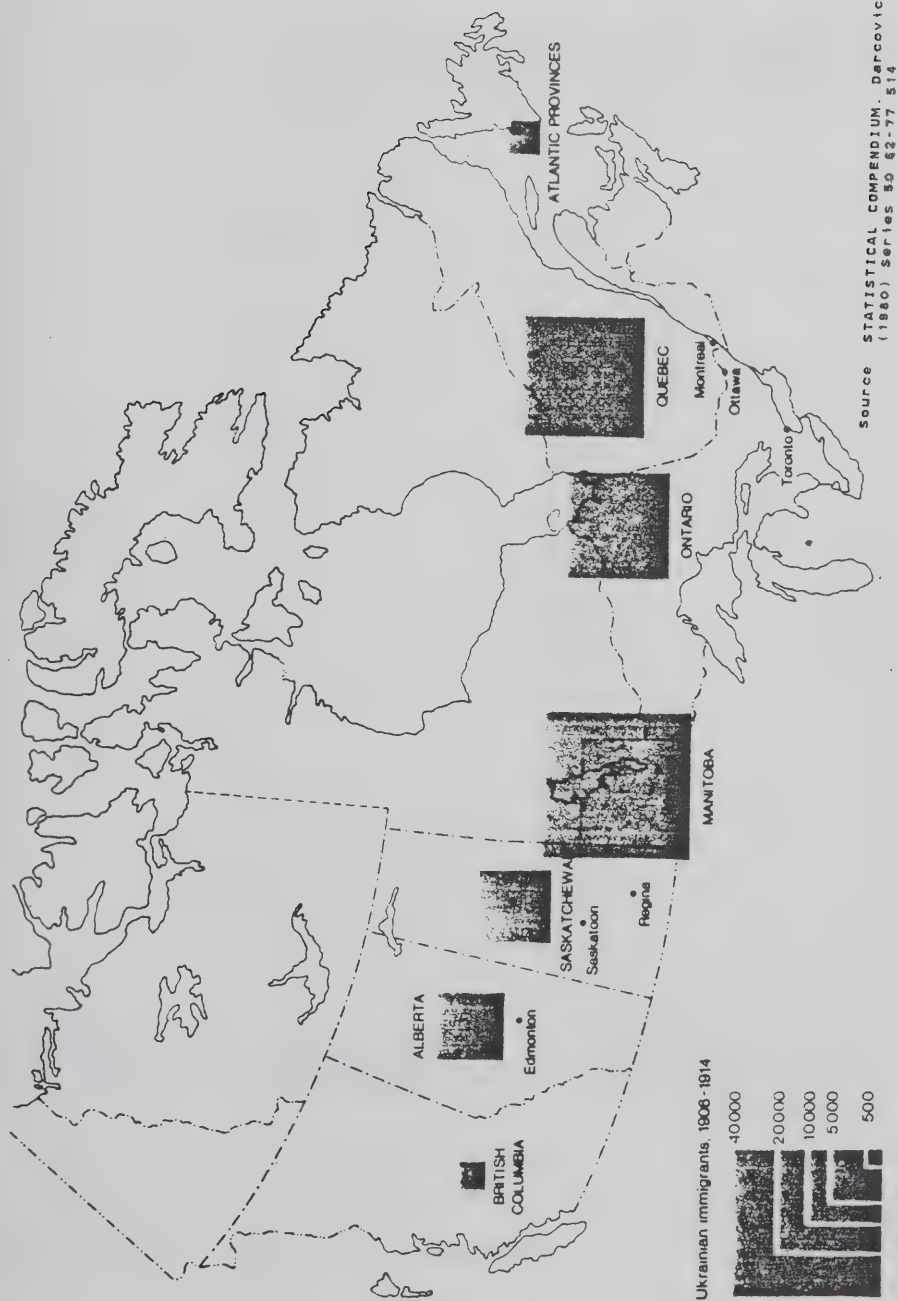 ATLANTIC PROVINCES
QUEBEC
Montreal
Ottawa
Toronto
ONTARIO
MANITOBA
SASKATCHEWA
Saskatoon
Regina
ALBERTA
Edmonton
BRITISH
COLUMBIA
Ukrainian immigrants, 1906-1914
40000
20000
10000
5000
500
Source STATISTICAL COMPENDIUM. Darcovic
(1980) Series 50 62-77 514